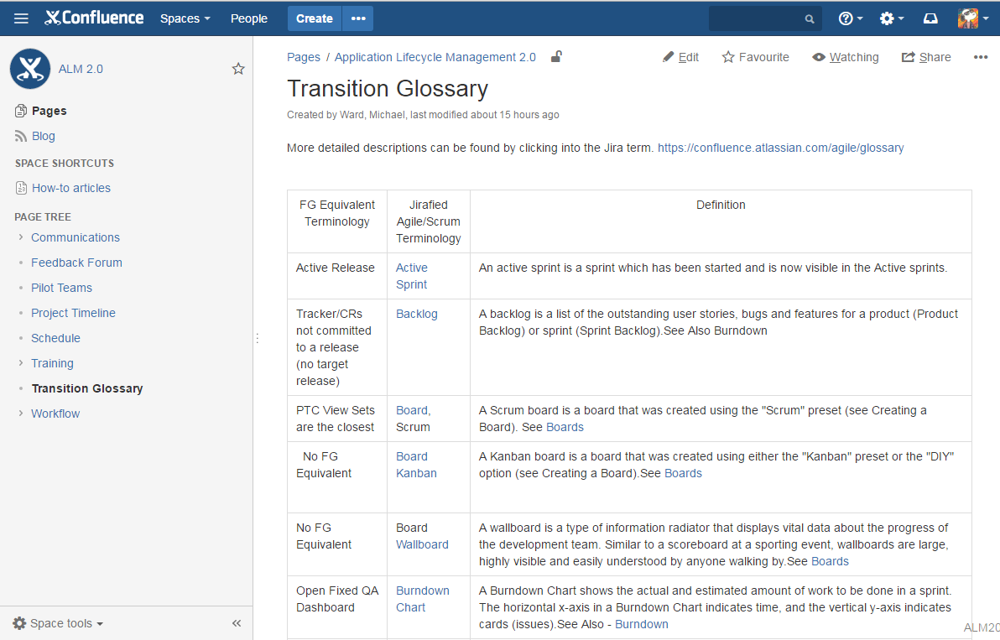 Confluence Spaces People Create •••
ALM 2.0
Pages
Blog
SPACE SHORTCUTS
How-to articles
PAGE TREE
Communications
Feedback Forum
Pilot Teams
Project Timeline
Schedule
Training
Transition Glossary
Workflow
Space tools
Pages / Application Lifecycle Management 2.0
Edit Favourite Watching Share •••
Transition Glossary
Created by Ward, Michael, last modified about 15 hours ago
More detailed descriptions can be found by clicking into the Jira term. https://confluence.atlassian.com/agile/glossary
FG Equivalent
Terminology
Jirafied
Agile/Scrum
Terminology
Definition
Active Release
Active
Sprint
An active sprint is a sprint which has been started and is now visible in the Active sprints.
Tracker/CRs
not committed
to a release
(no target
release)
Backlog
A backlog is a list of the outstanding user stories, bugs and features for a product (Product
Backlog) or sprint (Sprint Backlog).See Also Burndown
PTC View Sets
are the closest
Board,
Scrum
A Scrum board is a board that was created using the "Scrum" preset (see Creating a
Board). See Boards
No FG
Equivalent
Board
Kanban
A Kanban board is a board that was created using either the "Kanban" preset or the "DIY"
option (see Creating a Board).See Boards
No FG
Equivalent
Board
Wallboard
A wallboard is a type of information radiator that displays vital data about the progress of
the development team. Similar to a scoreboard at a sporting event, wallboards are large,
highly visible and easily understood by anyone walking by.See Boards
Open Fixed QA
Dashboard
Burndown
Chart
A Burndown Chart shows the actual and estimated amount of work to be done in a sprint.
The horizontal x-axis in a Burndown Chart indicates time, and the vertical y-axis indicates
cards (issues).See Also - Burndown
ALM20